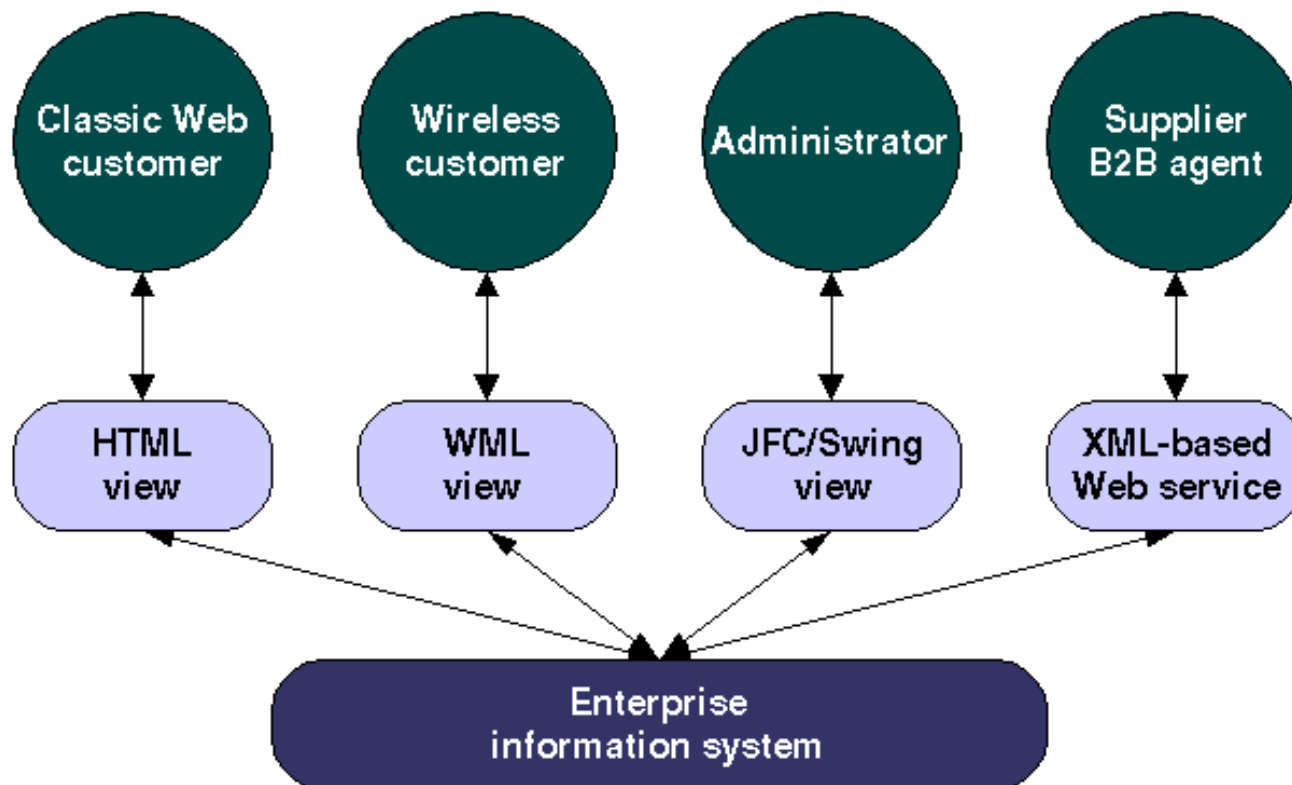 Classic Web
customer
Wireless
customer
Administrator
Supplier
B2B agent
HTML
view
WML
view
JFC/Swing
view
XML-based
Web service
Enterprise
information system